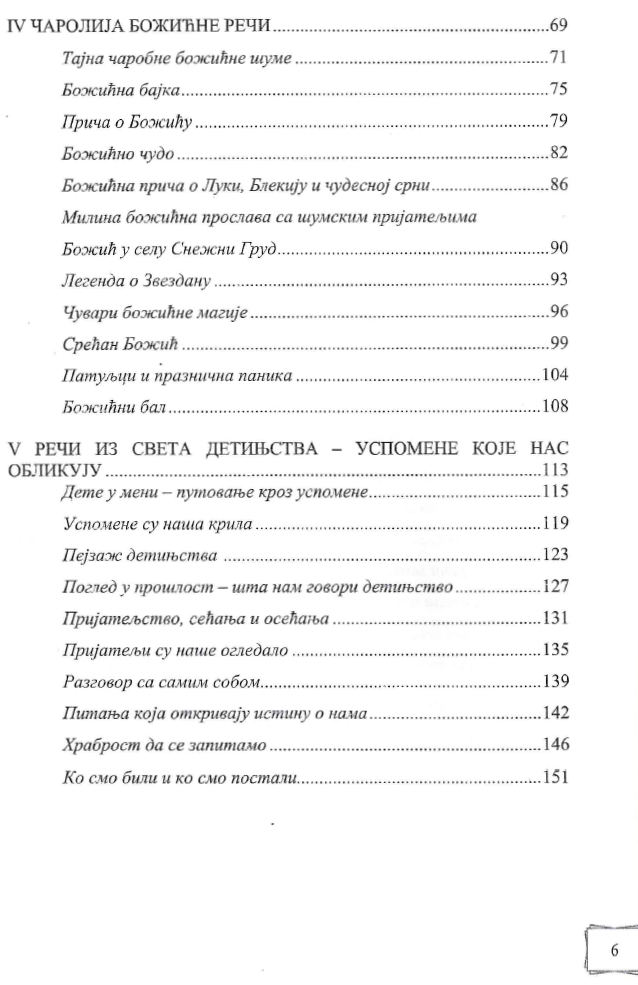 IV ЧАРОЛИЈА БОЖИЋНЕ РЕЧИ.......................................................69
Тајна чаробне божићне шуме...................................................71
Божићна бајка.........................................................................75
Прича о Божићу......................................................................79
Божићно чудо.........................................................................82
Божићна прича о Луки, Блекију и чудесној срни.......................86
Милина божићна прослава са шумским пријатељима
Божић у селу Снежни Груд......................................................90
Легенда о Звездану.................................................................93
Чувари божићне магије...........................................................96
Срећан Божић.........................................................................99
Патуљци и празнична паника.................................................104
Божићни бал..........................................................................108
V РЕЧИ ИЗ СВЕТА ДЕТИЊСТВА – УСПОМЕНЕ КОЈЕ НАС
ОБЛИКУЈУ.....................................................................................113
Дете у мени – путовање кроз успомене...................................115
Успомене су наша крила.........................................................119
Пејзаж детињства.................................................................123
Поглед у прошлост – шта нам говори детињство...................127
Пријатељство, сећања и осећања...........................................131
Пријатељи су наше огледало..................................................135
Разговор са самим собом........................................................139
Питања која откривају истину о нама...................................142
Храброст да се запитамо.......................................................146
Ко смо били и ко смо постали.................................................151
6